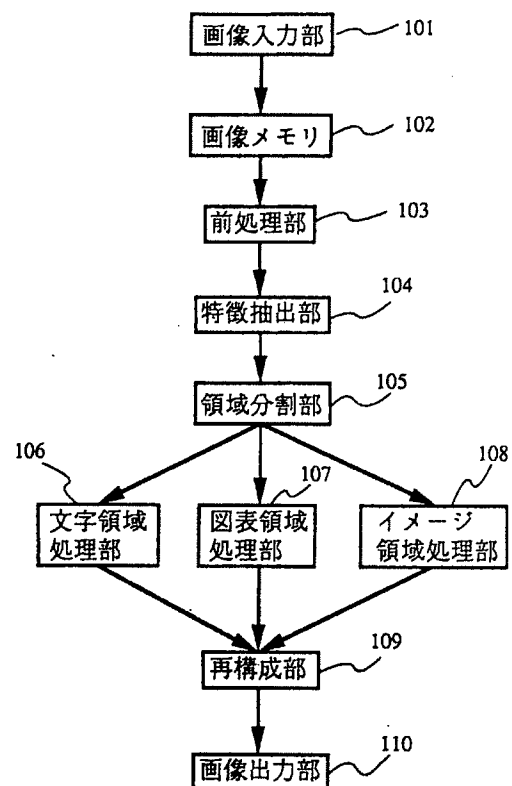 画像入力部
101
画像メモリ
102
前処理部
103
特徴抽出部
104
領域分割部
105
106
107
108
文字領域
処理部
図表領域
処理部
イメージ
領域処理部
再構成部
109
画像出力部
110